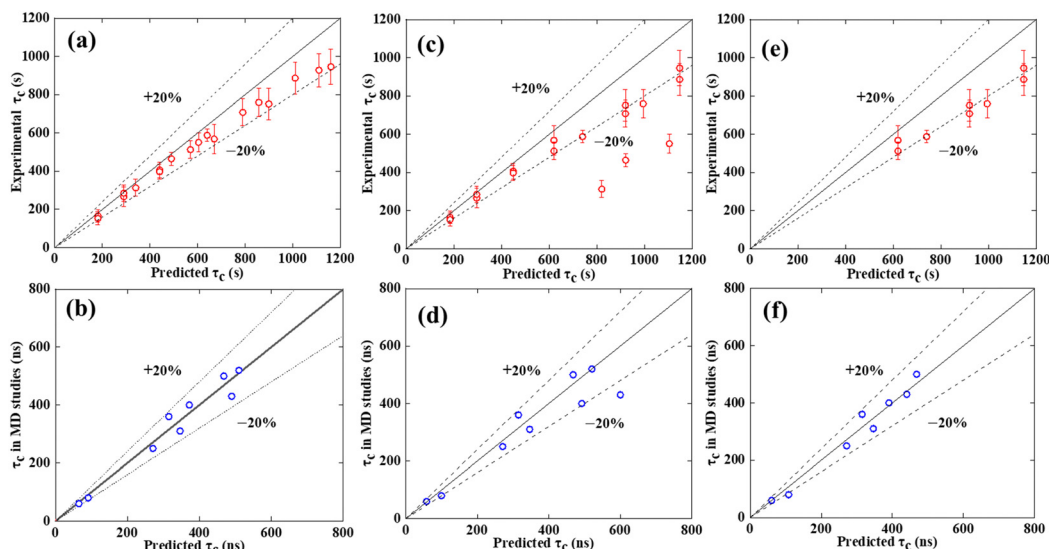 1200
1000
800
600
400
200
0
(a)
+20%
−20%
Experimental τc (s)
0 200 400 600 800 1000 1200
Predicted τc (s)
1200
1000
800
600
400
200
0
(c)
+20%
−20%
Experimental τc (s)
0 200 400 600 800 1000 1200
Predicted τc (s)
1200
1000
800
600
400
200
0
(e)
+20%
−20%
Experimental τc (s)
0 200 400 600 800 1000 1200
Predicted τc (s)
800
600
400
200
0
(b)
+20%
−20%
τc in MD studies (ns)
0 200 400 600 800
Predicted τc (ns)
800
600
400
200
0
(d)
+20%
−20%
τc in MD studies (ns)
0 200 400 600 800
Predicted τc (ns)
800
600
400
200
0
(f)
+20%
−20%
τc in MD studies (ns)
0 200 400 600 800
Predicted τc (ns)